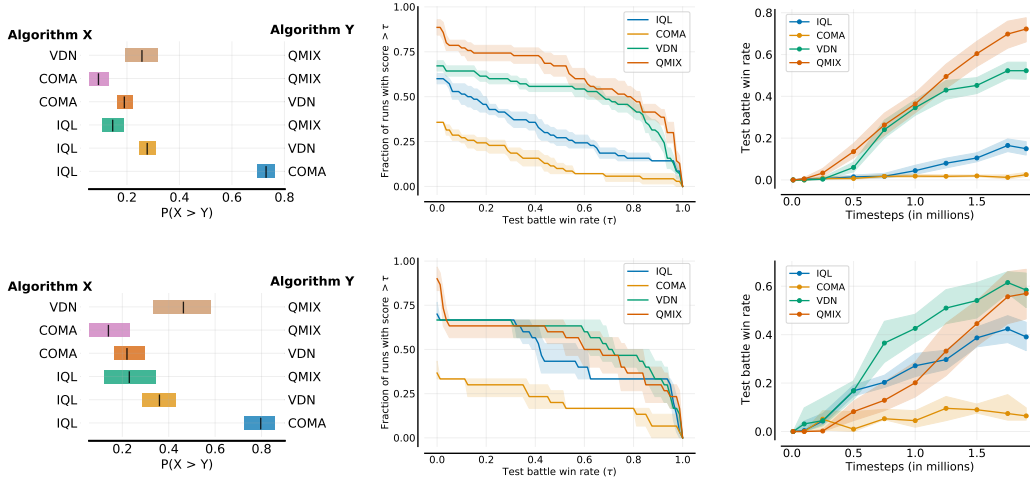 Algorithm X
Algorithm Y
VDN
QMIX
COMA
QMIX
COMA
VDN
IQL
QMIX
IQL
VDN
IQL
COMA
0.2
0.4
0.6
0.8
P(X > Y)
Fraction of runs with score > τ
1.00
0.75
0.50
0.25
0.00
IQL
COMA
VDN
QMIX
0.0
0.2
0.4
0.6
0.8
1.0
Test battle win rate (τ)
Test battle win rate
0.8
0.6
0.4
0.2
0.0
IQL
COMA
VDN
QMIX
0.0
0.5
1.0
1.5
Timesteps (in millions)
Algorithm X
Algorithm Y
VDN
QMIX
COMA
QMIX
COMA
VDN
IQL
QMIX
IQL
VDN
IQL
COMA
0.2
0.4
0.6
0.8
P(X > Y)
Fraction of runs with score > τ
1.00
0.75
0.50
0.25
0.00
IQL
COMA
VDN
QMIX
0.0
0.2
0.4
0.6
0.8
1.0
Test battle win rate (τ)
Test battle win rate
0.6
0.4
0.2
0.0
IQL
COMA
VDN
QMIX
0.0
0.5
1.0
1.5
Timesteps (in millions)